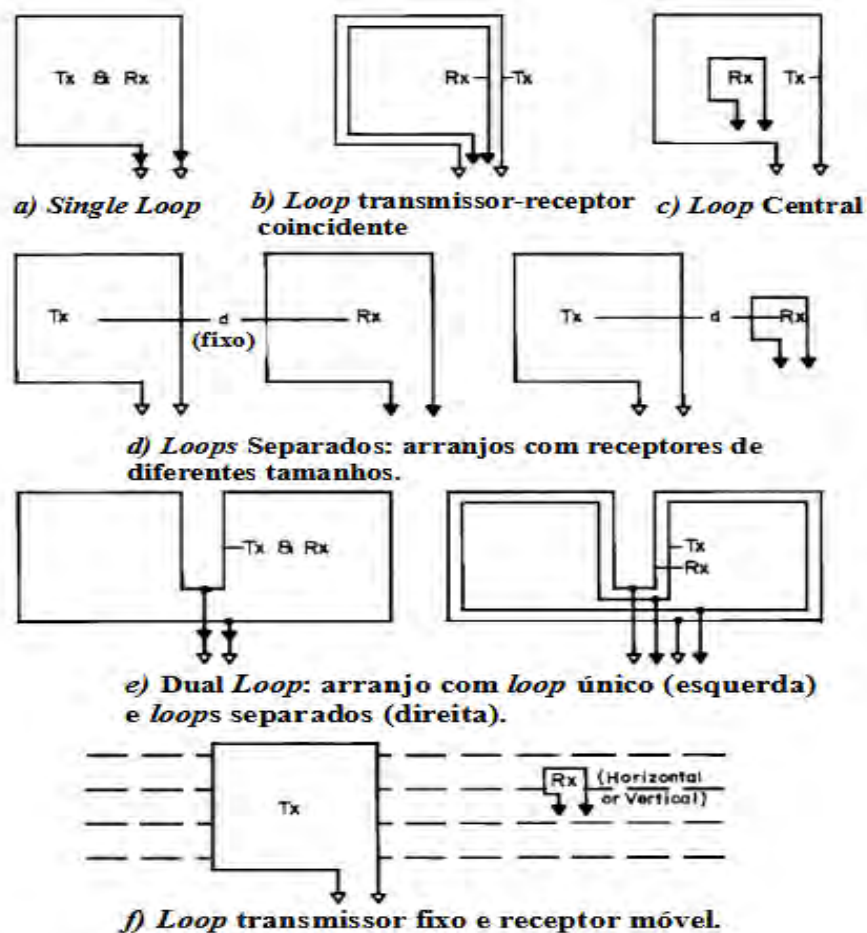 Tx & Rx
Rx Tx
Rx Tx
a) Single Loop
b) Loop transmissor-receptor
coincidente
c) Loop Central
Tx d Rx
(fixo)
Tx d Rx
d) Loops Separados: arranjos com receptores de
diferentes tamanhos.
Tx & Rx
Tx
Rx
e) Dual Loop: arranjo com loop único (esquerda)
e loops separados (direita).
Tx
Rx (Horizontal
or Vertical)
f) Loop transmissor fixo e receptor móvel.